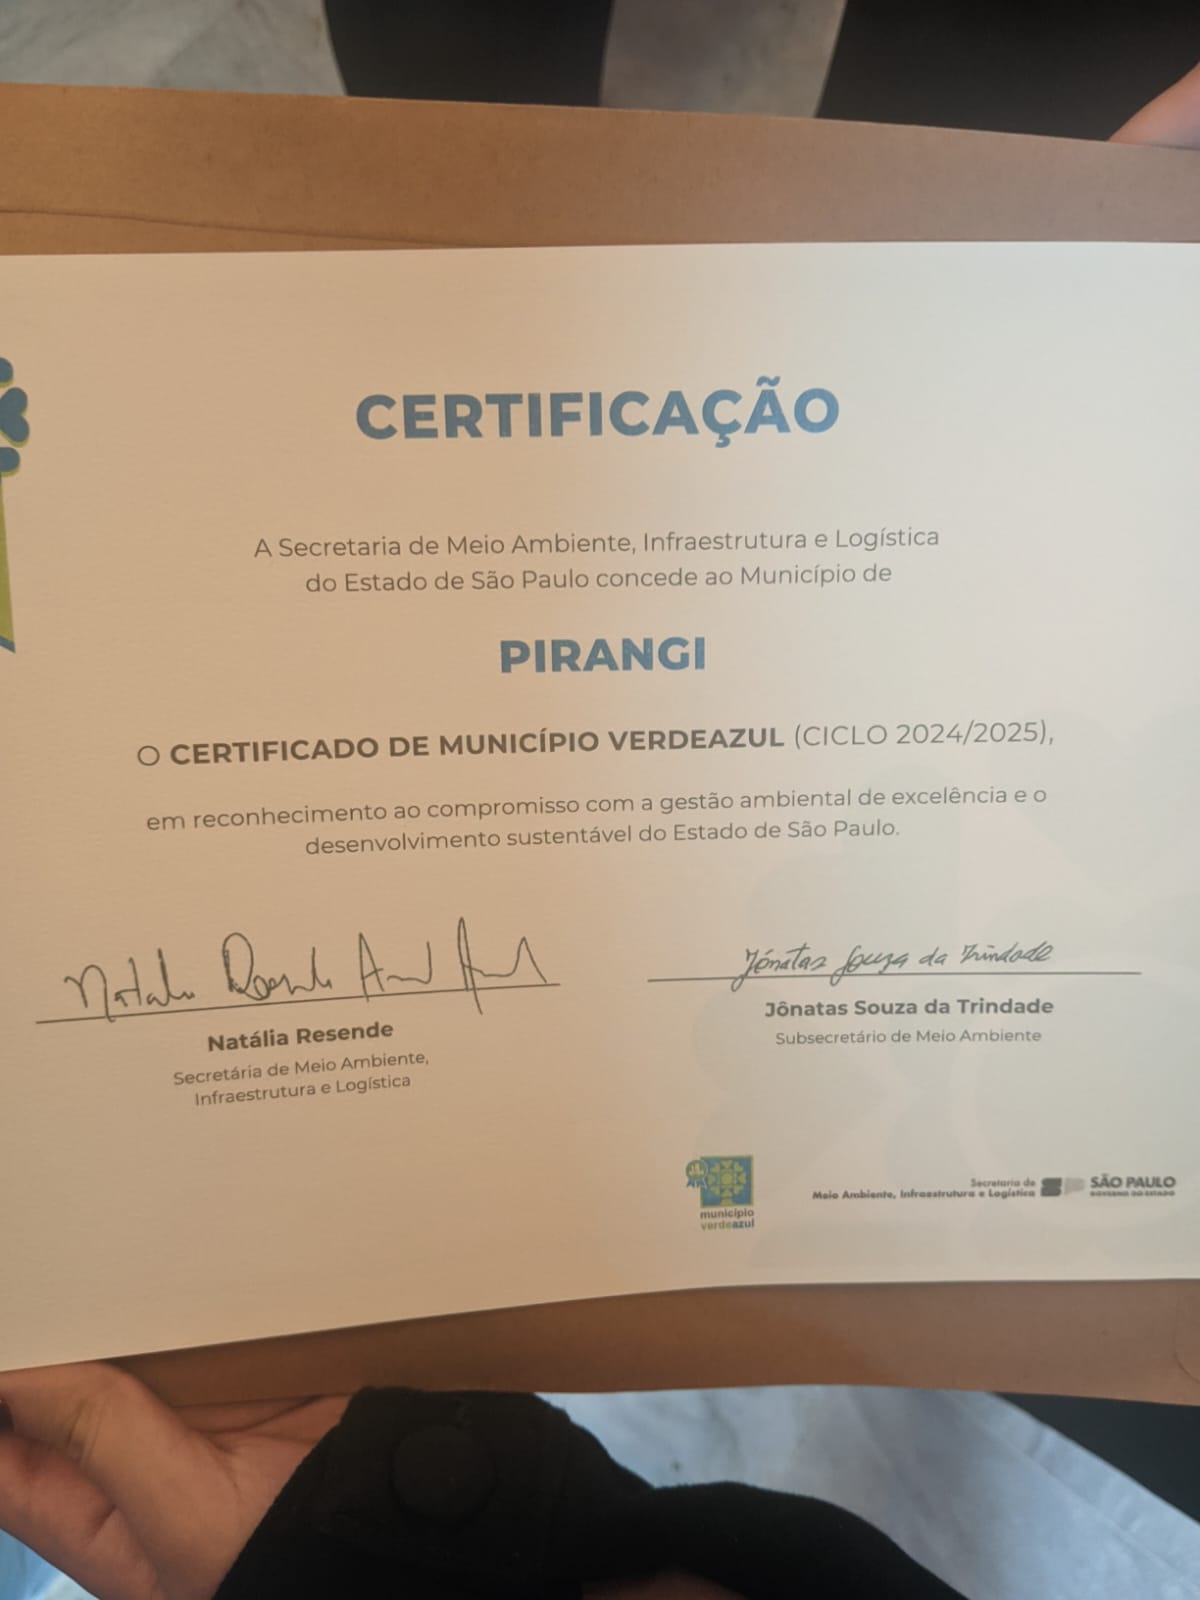 CERTIFICAÇÃO
A Secretaria de Meio Ambiente, Infraestrutura e Logística
do Estado de São Paulo concede ao Município de
PIRANGI
O CERTIFICADO DE MUNICÍPIO VERDEAZUL (CICLO 2024/2025),
em reconhecimento ao compromisso com a gestão ambiental de excelência e o
desenvolvimento sustentável do Estado de São Paulo.
Jônatas Souza da Trindade
Natália Resende
Secretária de Meio Ambiente,
Infraestrutura e Logística
Jônatas Souza da Trindade
Subsecretário de Meio Ambiente
município
verdeazul
Secretaria de
Meio Ambiente, Infraestrutura e Logística
SÃO PAULO
GOVERNO DO ESTADO